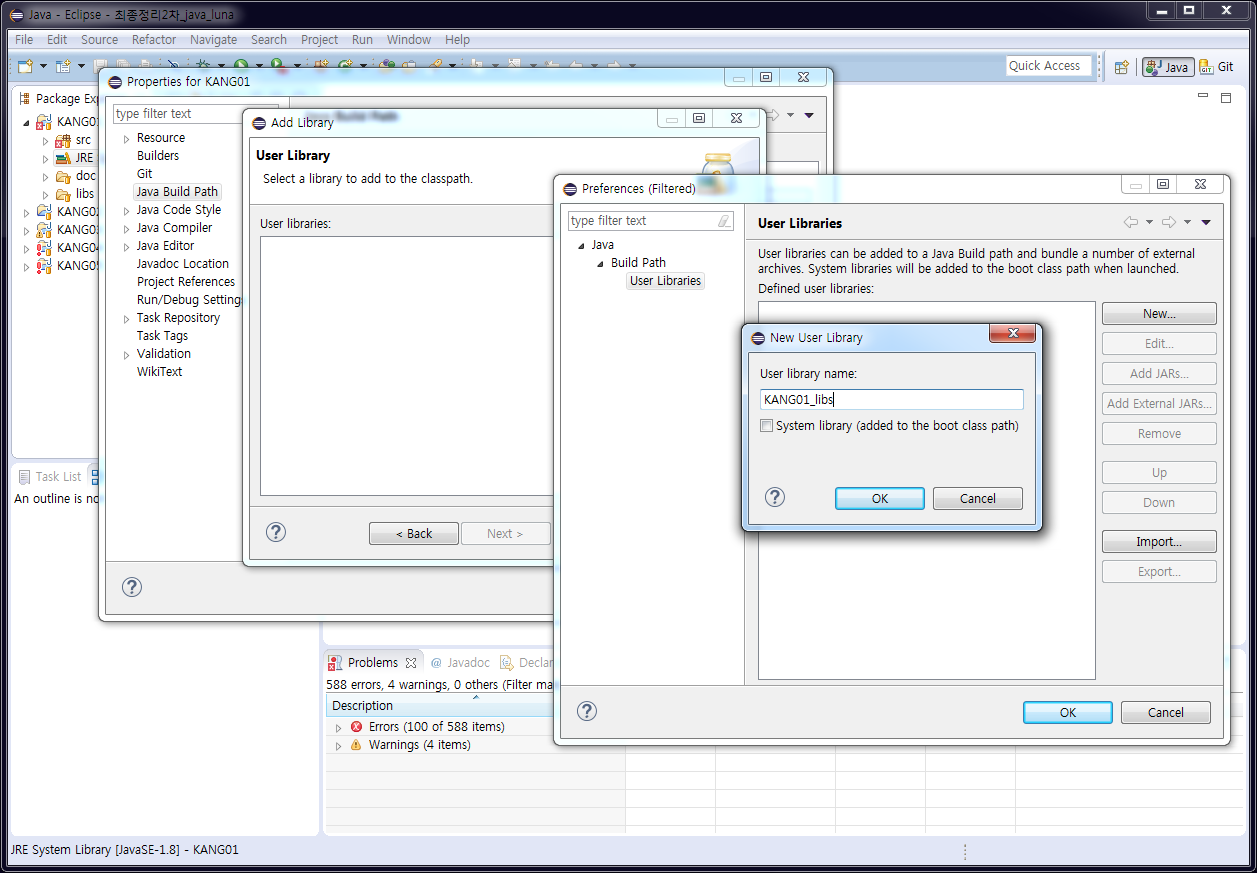 Java - Eclipse - 최종정리2차_java_luna
File Edit Source Refactor Navigate Search Project Run Window Help
Quick Access
Java
Git
Package Exp
KANG0
src
JRE
doc
libs
KANG02
KANG03
KANG04
KANG05
Task List
An outline is no
Properties for KANG01
type filter text
Resource
Builders
Git
Java Build Path
Java Code Style
Java Compiler
Java Editor
Javadoc Location
Project References
Run/Debug Setting
Task Repository
Task Tags
Validation
WikiText
Java Build Path
Add Library
User Library
Select a library to add to the classpath.
User libraries:
< Back
Next >
Preferences (Filtered)
type filter text
Java
Build Path
User Libraries
User Libraries
User libraries can be added to a Java Build path and bundle a number of external
archives. System libraries will be added to the boot class path when launched.
Defined user libraries:
New...
Edit...
Add JARs...
Add External JARs...
Remove
Up
Down
Import...
Export...
OK
Cancel
New User Library
User library name:
KANG01_libs
System library (added to the boot class path)
OK
Cancel
Problems
@ Javadoc
Declar
588 errors, 4 warnings, 0 others (Filter ma
Description
Errors (100 of 588 items)
Warnings (4 items)
JRE System Library [JavaSE-1.8] - KANG01